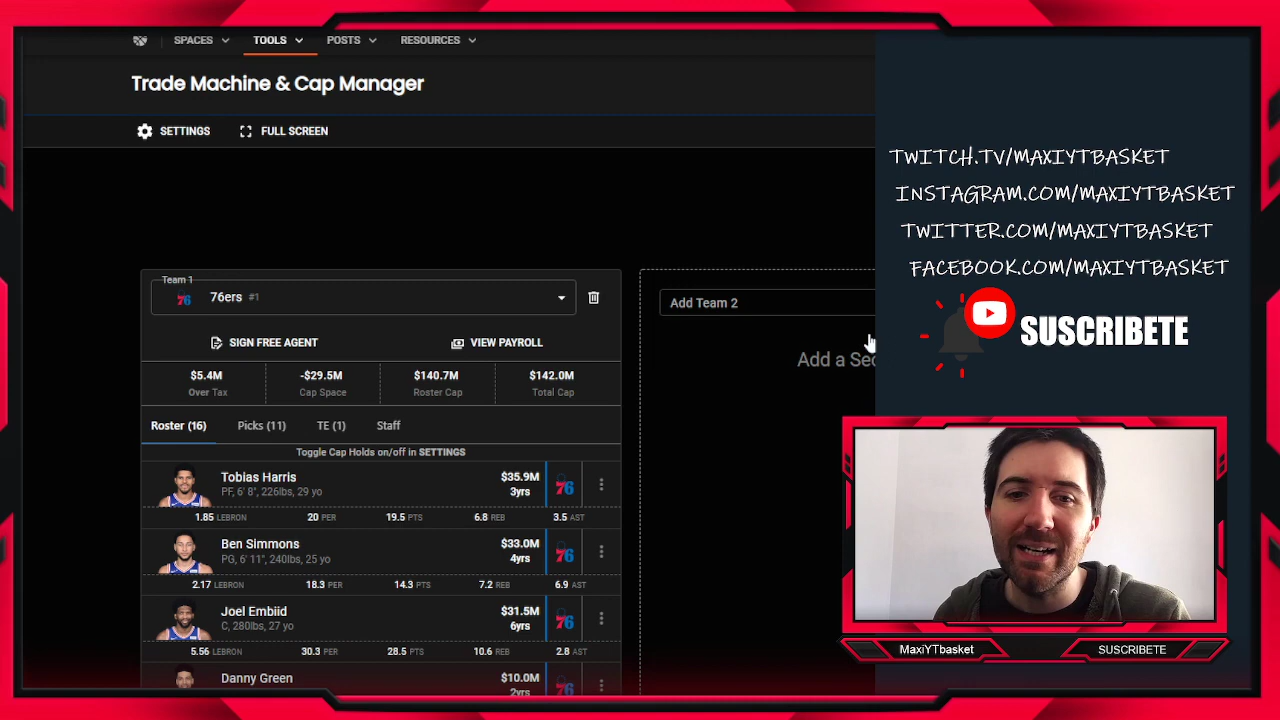 SPACES TOOLS POSTS RESOURCES
Trade Machine & Cap Manager
SETTINGS FULL SCREEN
TWITCH.TV/MAXIYTBASKET
INSTAGRAM.COM/MAXIYTBASKET
TWITTER.COM/MAXIYTBASKET
FACEBOOK.COM/MAXIYTBASKET
SUSCRIBETE
Team 1
76ers #1
Add Team 2
SIGN FREE AGENT VIEW PAYROLL
Add a Sec
$5.4M -$29.5M $140.7M $142.0M
Over Tax Cap Space Roster Cap Total Cap
Roster (16) Picks (11) TE (1) Staff
Toggle Cap Holds on/off in SETTINGS
Tobias Harris $35.9M
PF, 6' 8", 226lbs, 29 yo 3yrs
1.85 LEBRON 20 PER 19.5 PTS 6.8 REB 3.5 AST
Ben Simmons $33.0M
PG, 6' 11", 240lbs, 25 yo 4yrs
2.17 LEBRON 18.3 PER 14.3 PTS 7.2 REB 6.9 AST
Joel Embiid $31.5M
C, 280lbs, 27 yo 6yrs
5.56 LEBRON 30.3 PER 28.5 PTS 10.6 REB 2.8 AST
Danny Green $10.0M
2yrs
MaxiYTbasket SUSCRIBETE